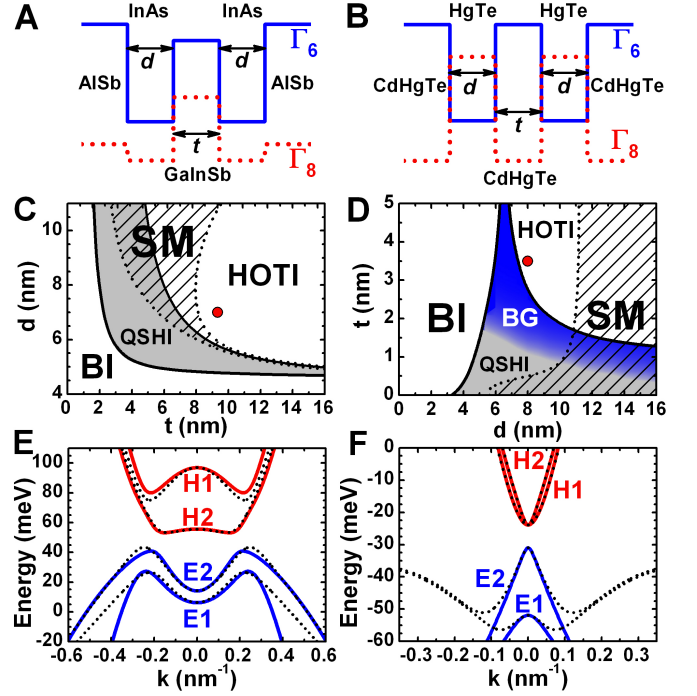 A
InAs InAs
Γ6
d d
AlSb AlSb
t
Γ8
GaInSb
B
HgTe HgTe
Γ6
CdHgTe d d CdHgTe
t
Γ8
CdHgTe
C
d (nm)
10
8
6
4
SM
HOTI
QSHI
BI
0 2 4 6 8 10 12 14 16
t (nm)
D
t (nm)
5
4
3
2
1
0
HOTI
BI
BG
SM
QSHI
0 2 4 6 8 10 12 14 16
d (nm)
E
Energy (meV)
100
80
60
40
20
0
-20
H1
H2
E2
E1
-0.6 -0.4 -0.2 0.0 0.2 0.4 0.6
k (nm-1)
F
Energy (meV)
0
-10
-20
-30
-40
-50
-60
H2
H1
E2
E1
-0.3 -0.2 -0.1 0.0 0.1 0.2 0.3
k (nm-1)